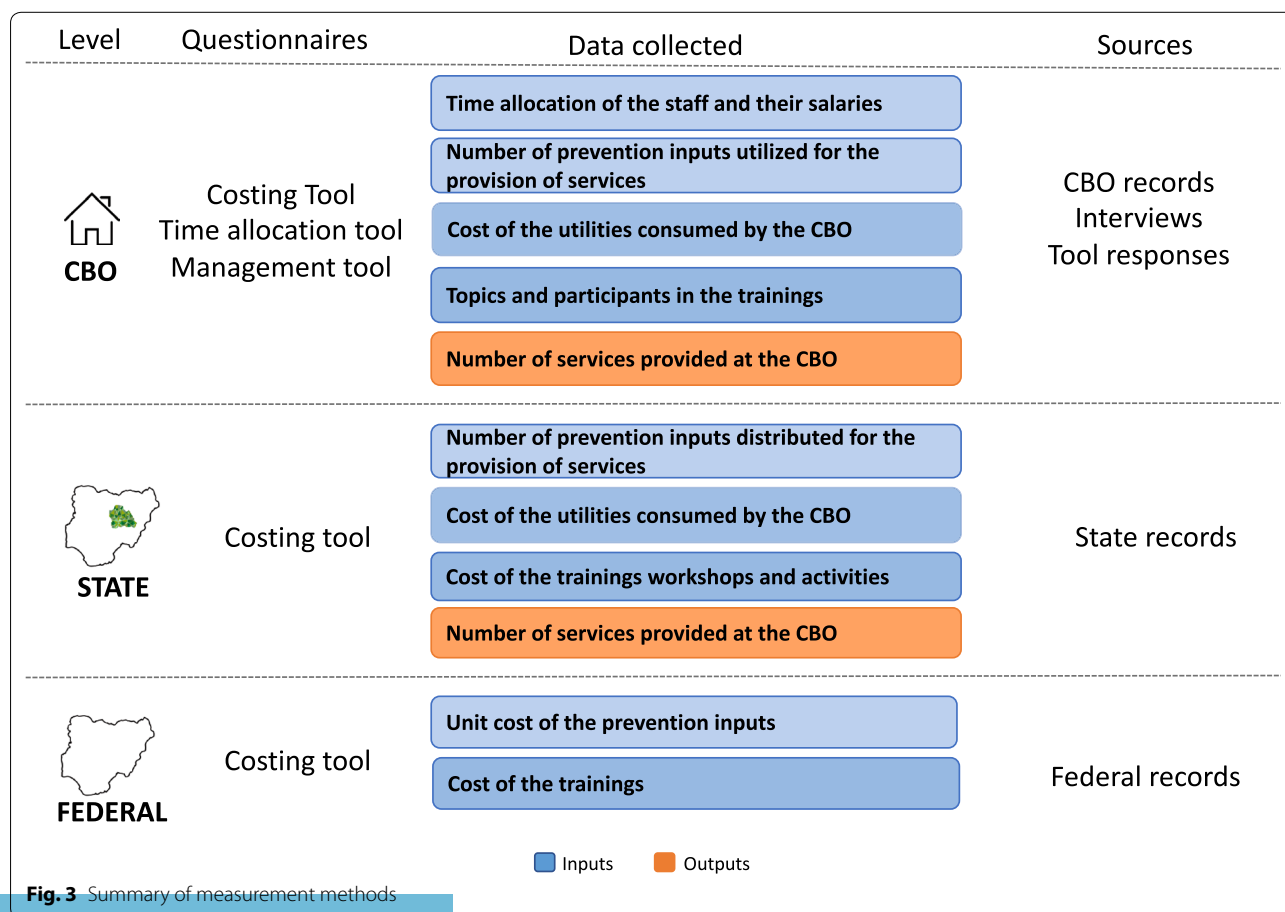 Level Questionnaires Data collected Sources
Time allocation of the staff and their salaries
Number of prevention inputs utilized for the
provision of services
Cost of the utilities consumed by the CBO
Topics and participants in the trainings
Number of services provided at the CBO
Costing Tool
Time allocation tool
Management tool
CBO
CBO records
Interviews
Tool responses
Number of prevention inputs distributed for the
provision of services
Cost of the utilities consumed by the CBO
Cost of the trainings workshops and activities
Number of services provided at the CBO
STATE
Costing tool
State records
Unit cost of the prevention inputs
Cost of the trainings
FEDERAL
Costing tool
Federal records
Inputs Outputs
Fig. 3 Summary of measurement methods